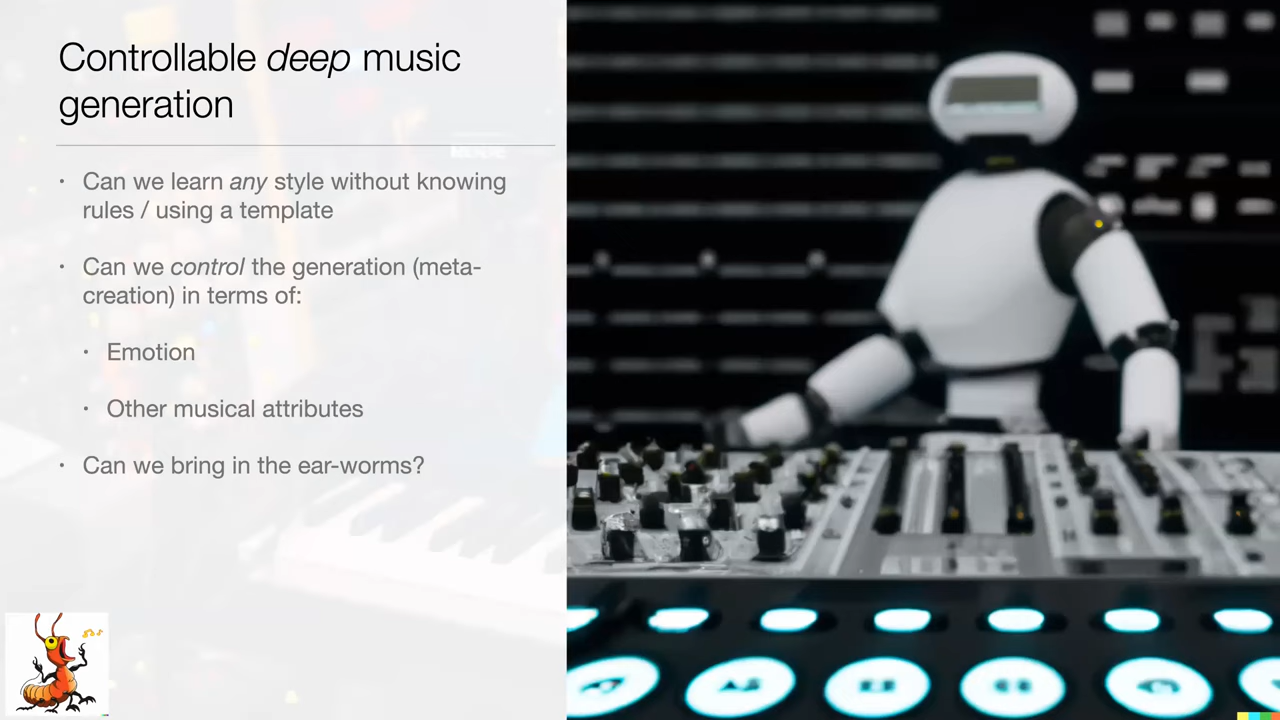 Controllable deep music
generation
• Can we learn any style without knowing
rules / using a template
• Can we control the generation (meta-
creation) in terms of:
• Emotion
• Other musical attributes
• Can we bring in the ear-worms?